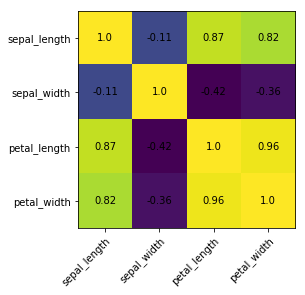 sepal_length 1.0 -0.11 0.87 0.82
sepal_width -0.11 1.0 -0.42 -0.36
petal_length 0.87 -0.42 1.0 0.96
petal_width 0.82 -0.36 0.96 1.0
sepal_length sepal_width petal_length petal_width